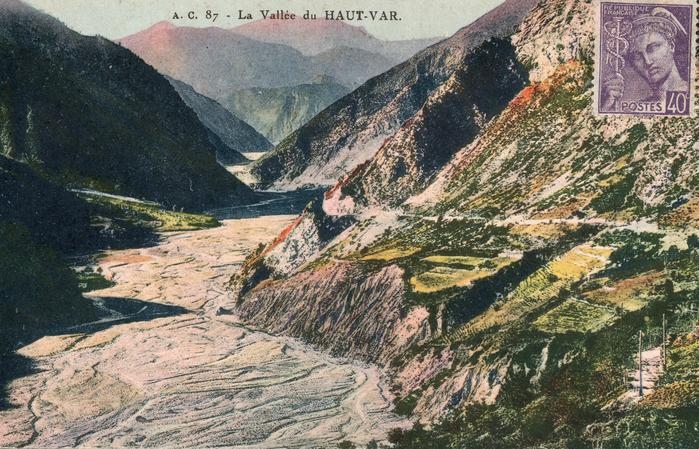 A. C. 87 - La Vallée du HAUT-VAR.
RÉPUBLIQUE
FRANÇAISE
POSTES 40